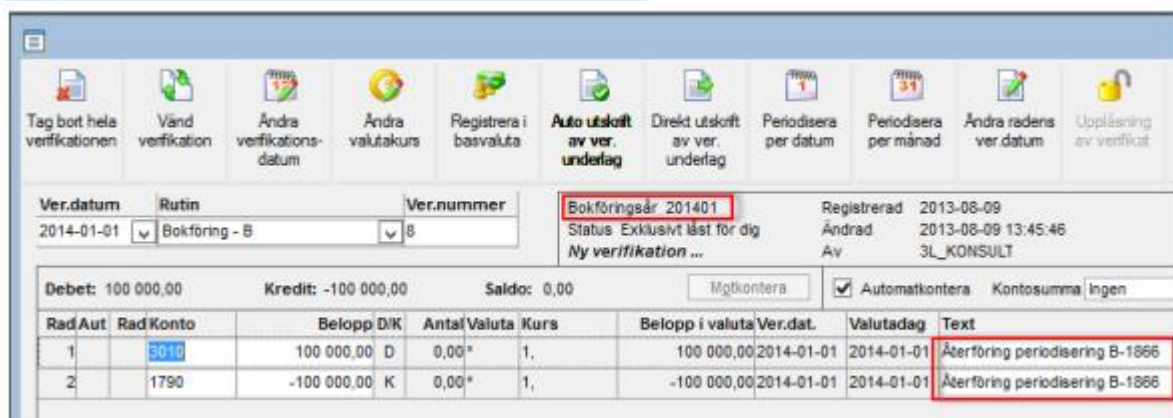 Tag bort hela verifikationen
Vänd verifikation
Ändra verifikations-datum
Ändra valutakurs
Registrera i basvaluta
Auto utskrift av ver. underlag
Direkt utskrift av ver. underlag
Periodisera per datum
Periodisera per månad
Ändra radens ver.datum
Upplåsning av verifikat
Ver.datum Rutin Ver.nummer
2014-01-01 Bokföring - B 8
Bokföringsår 201401 Registrerad 2013-08-09
Status Exklusivt låst för dig Ändrad 2013-08-09 13:45:46
Ny verifikation ... Av 3L_KONSULT
Debet: 100 000,00 Kredit: -100 000,00 Saldo: 0,00 Motkontera Automatkontera Kontosumma Ingen
Rad Aut Rad Konto Belopp D/K Antal Valuta Kurs Belopp i valuta Ver.dat. Valutadag Text
1 3010 100 000,00 D 0,00 * 1, 100 000,00 2014-01-01 2014-01-01 Återföring periodisering B-1866
2 1790 -100 000,00 K 0,00 * 1, -100 000,00 2014-01-01 2014-01-01 Återföring periodisering B-1866